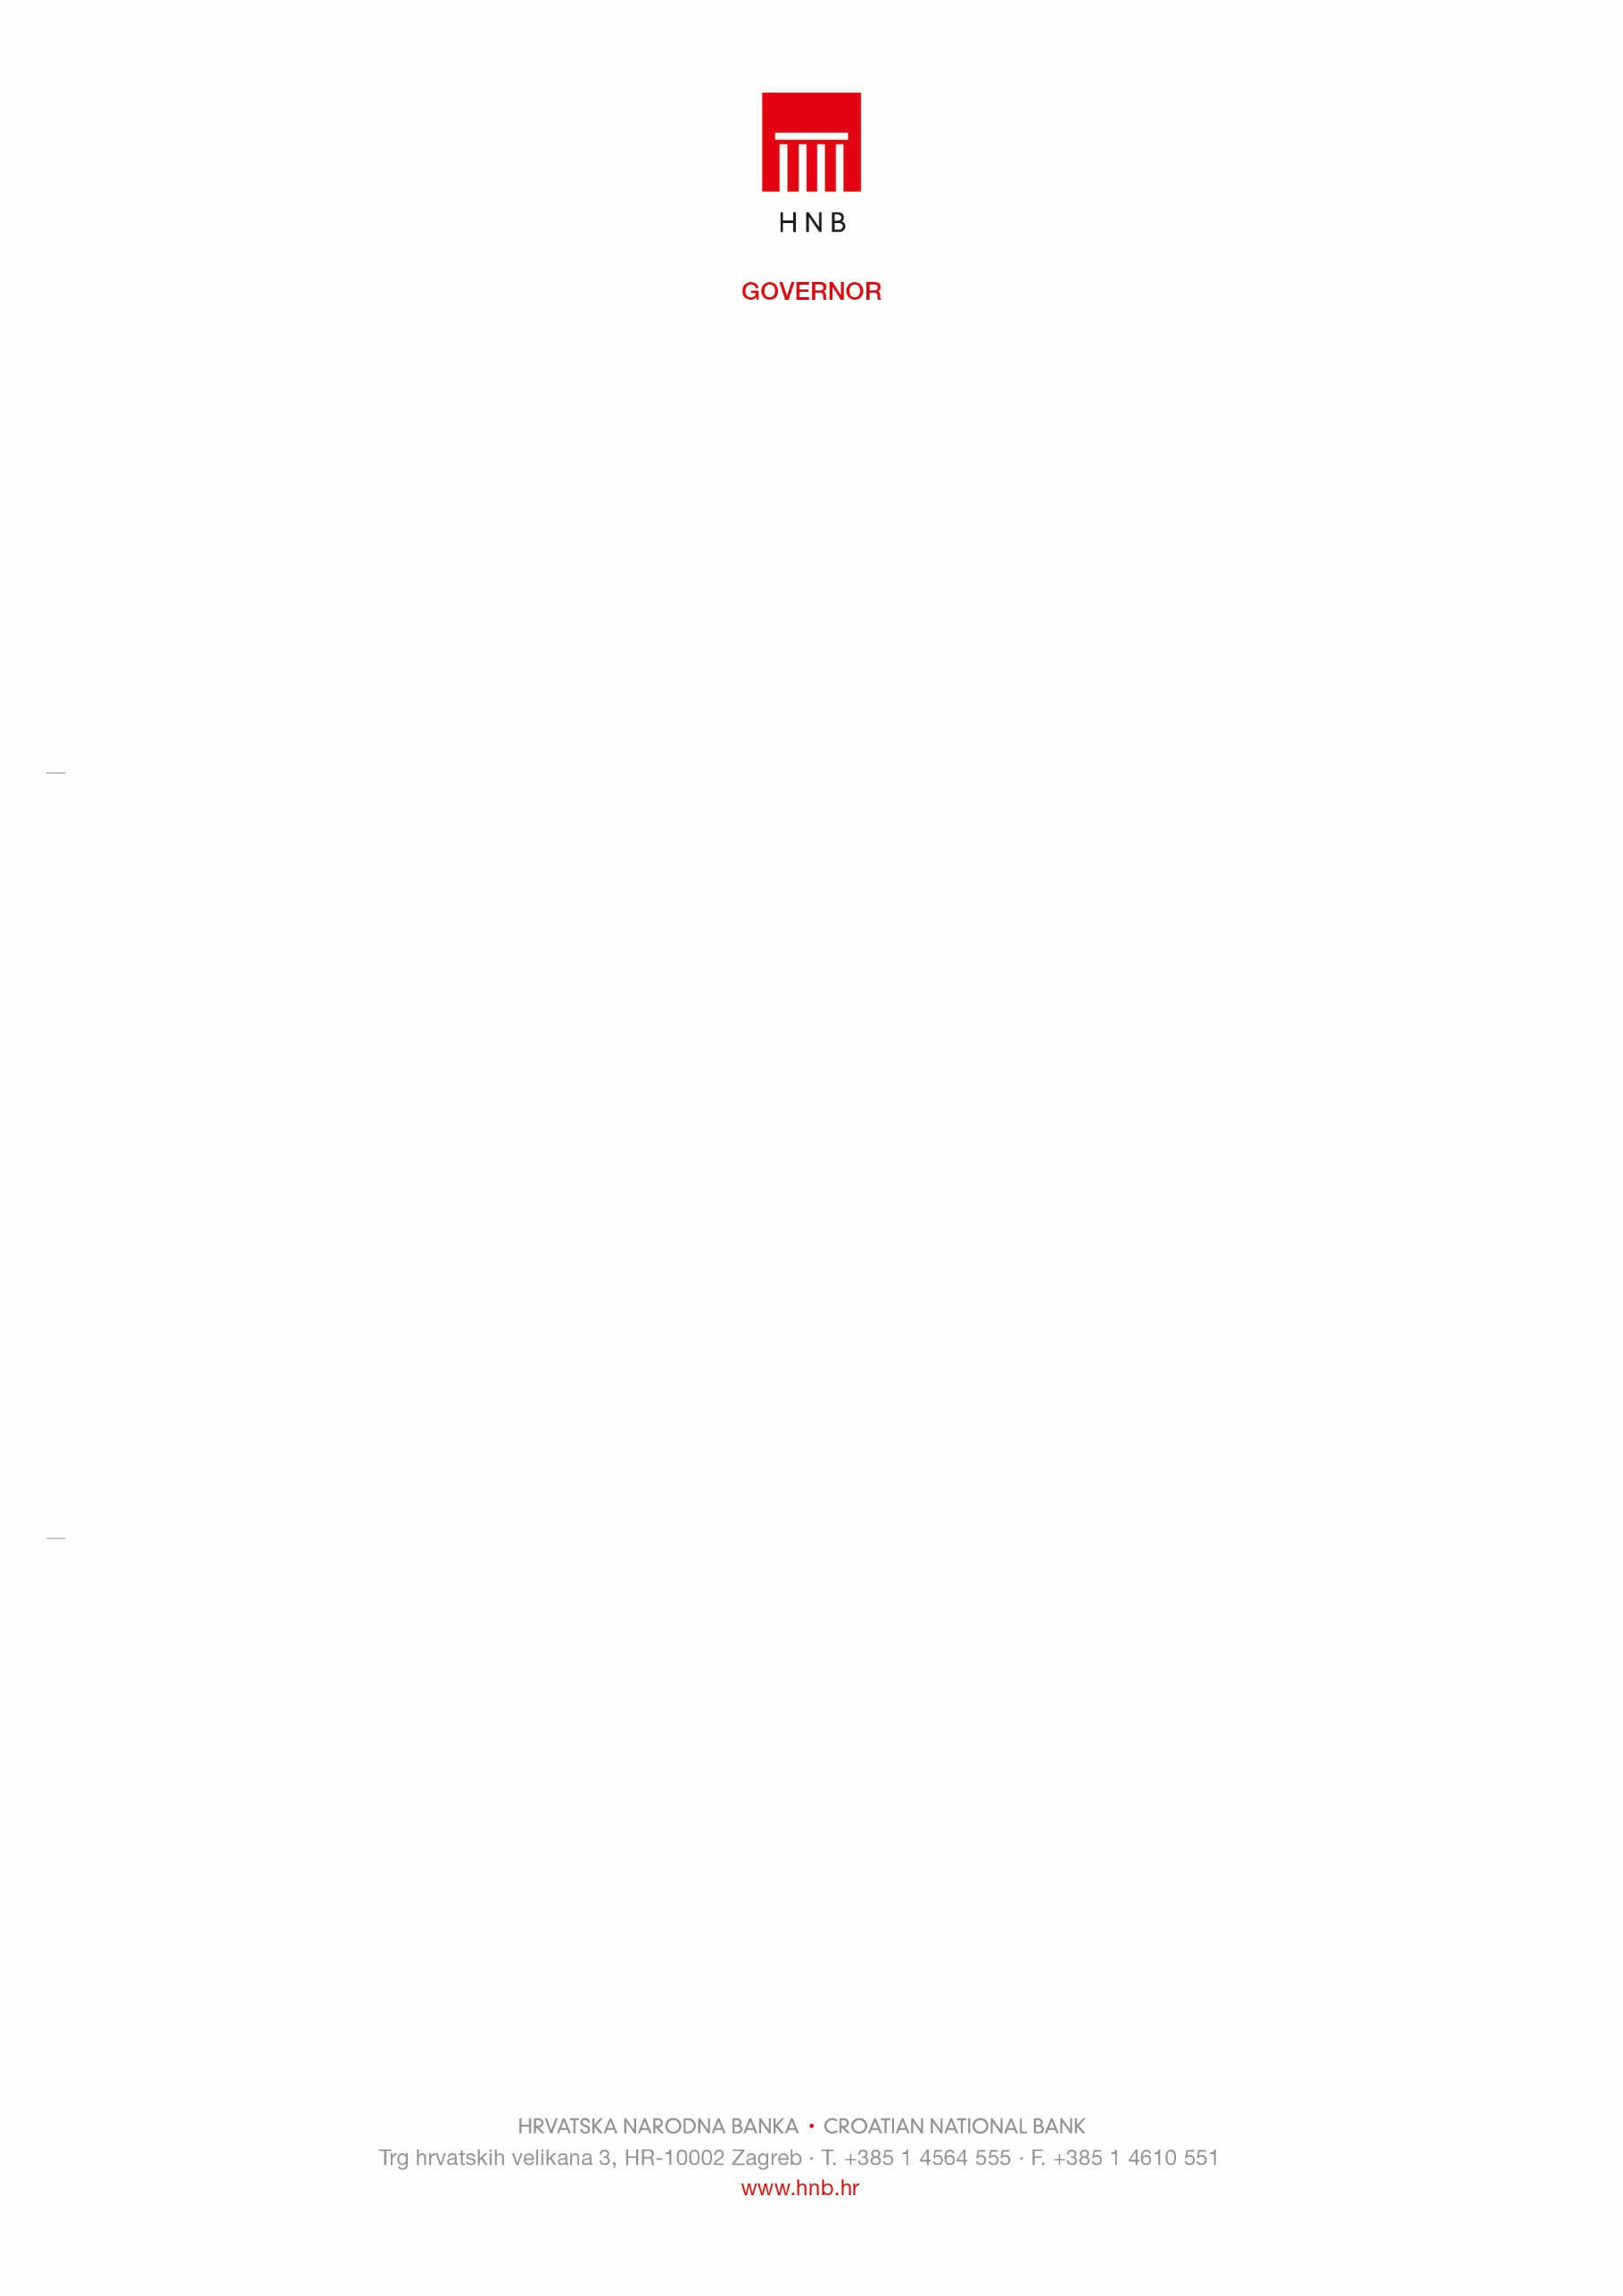 HNB
GOVERNOR
HRVATSKA NARODNA BANKA • CROATIAN NATIONAL BANK
Trg hrvatskih velikana 3, HR-10002 Zagreb · T. +385 1 4564 555 · F. +385 1 4610 551
www.hnb.hr